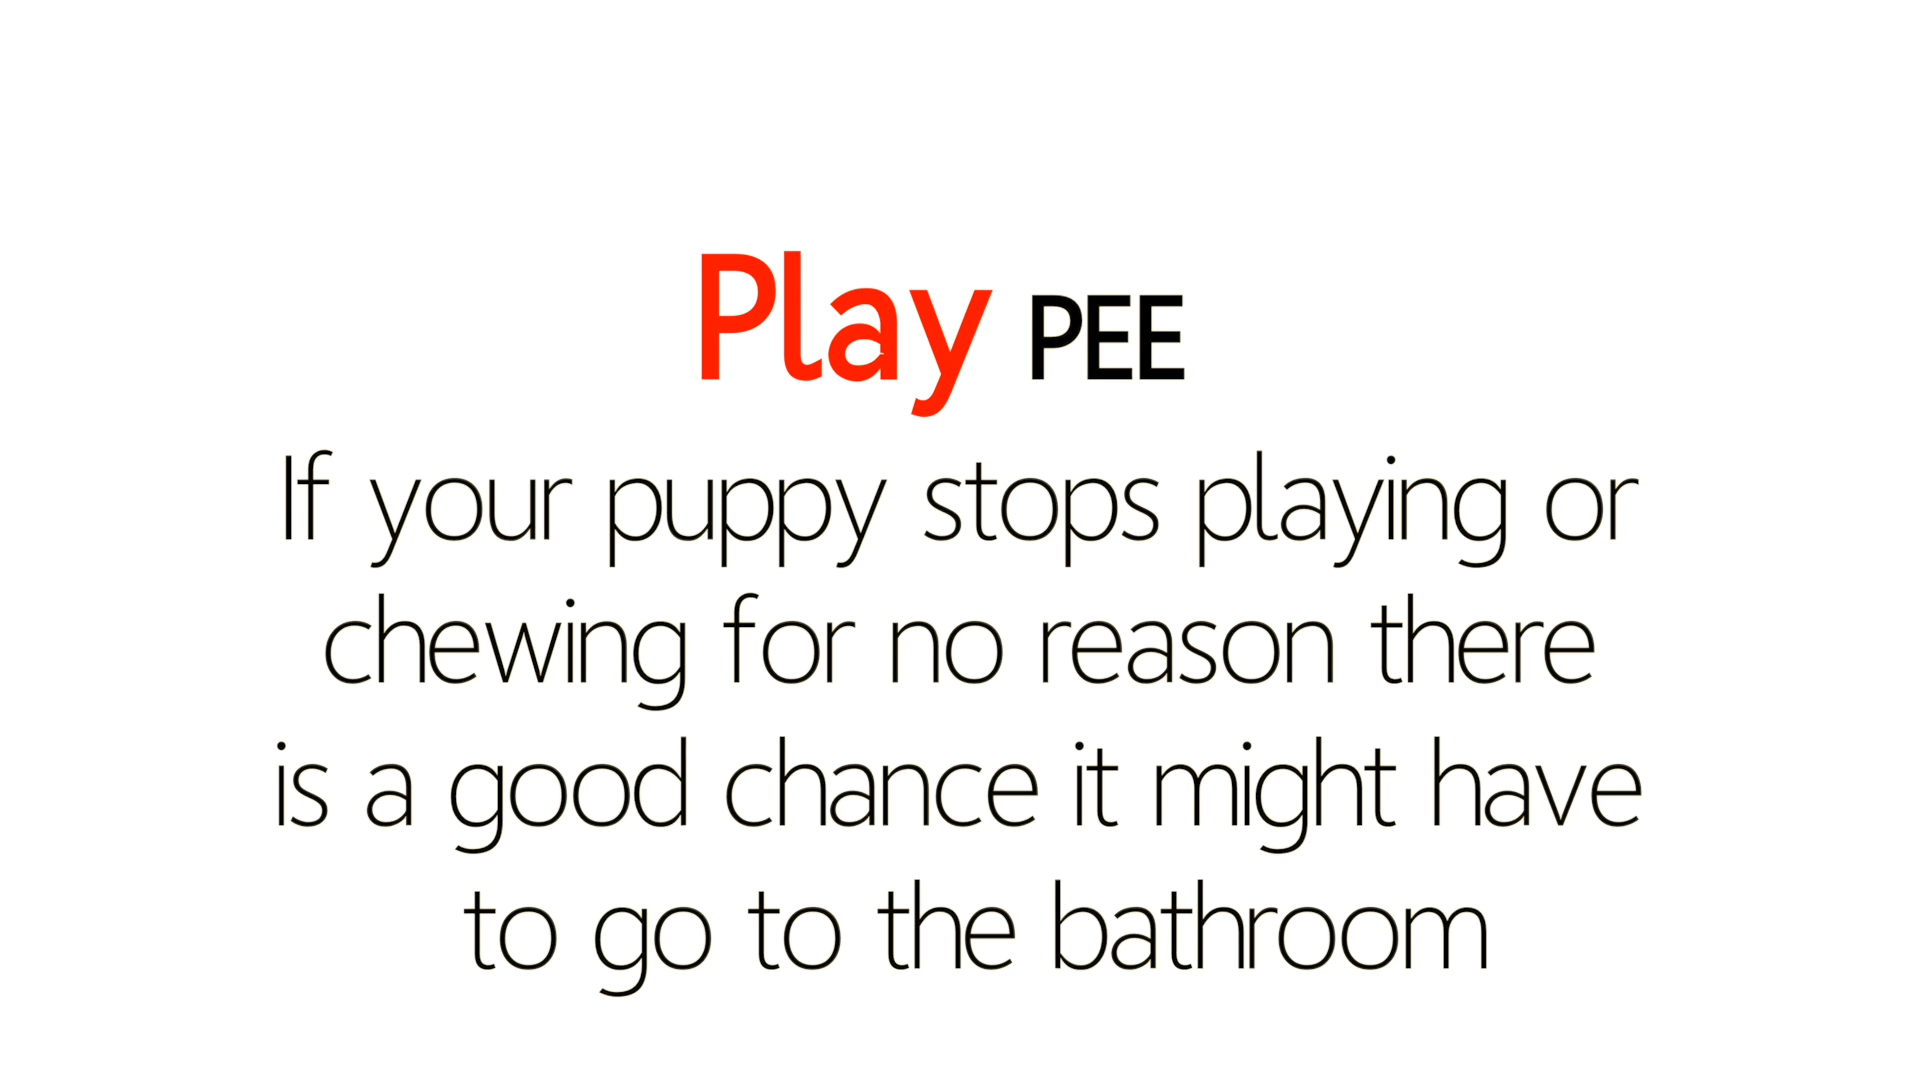 Play PEE
If your puppy stops playing or
chewing for no reason there
is a good chance it might have
to go to the bathroom